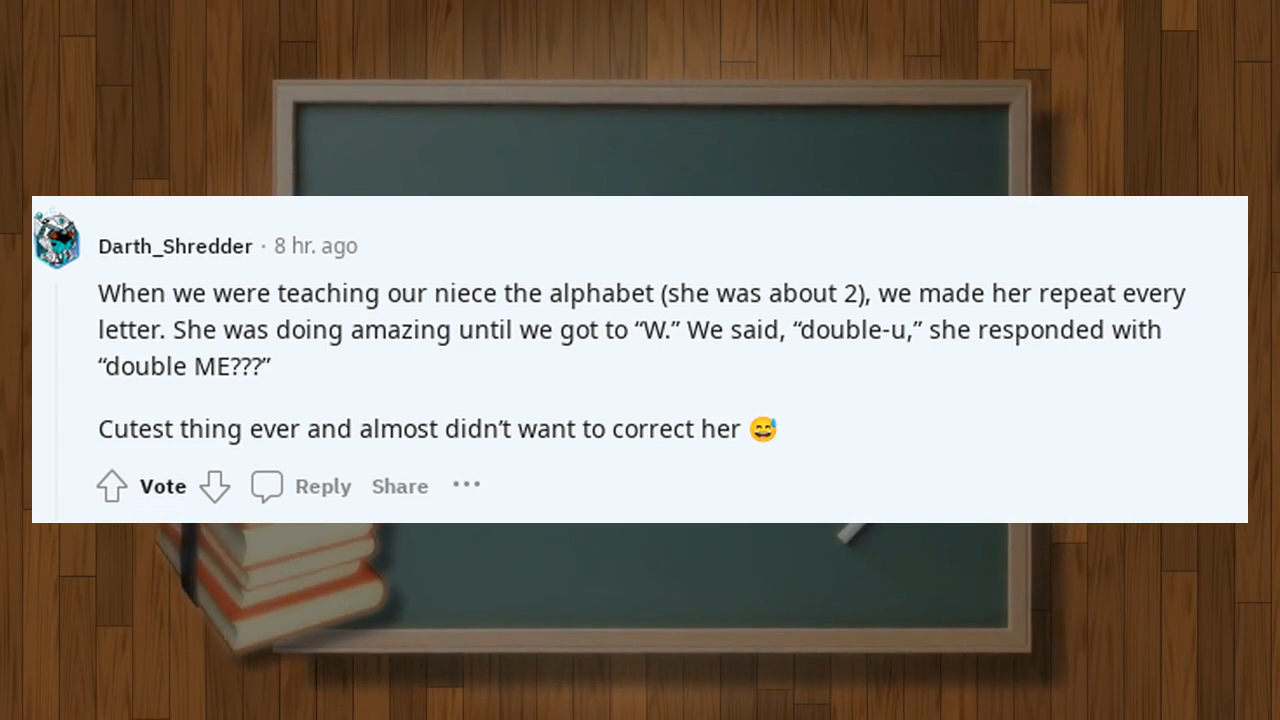 Darth_Shredder · 8 hr. ago
When we were teaching our niece the alphabet (she was about 2), we made her repeat every
letter. She was doing amazing until we got to “W.” We said, “double-u,” she responded with
“double ME???”
Cutest thing ever and almost didn’t want to correct her 😅
Vote Reply Share ···